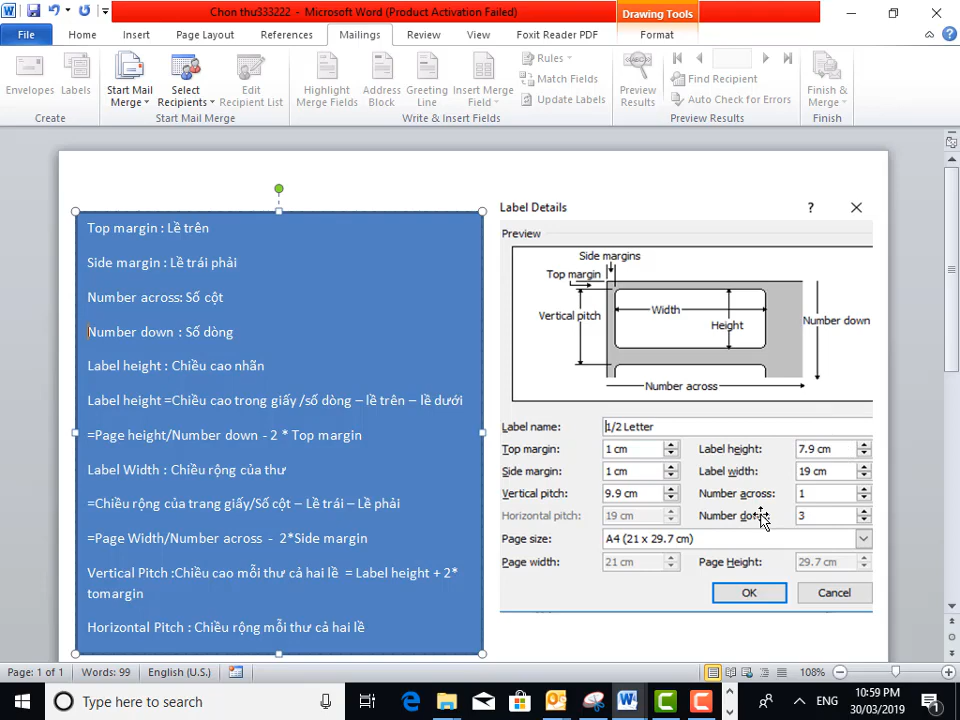 Chon thu333222 - Microsoft Word (Product Activation Failed)
Drawing Tools
File Home Insert Page Layout References Mailings Review View Foxit Reader PDF Format
Envelopes Labels
Create
Start Mail Merge
Select Recipients
Edit Recipient List
Start Mail Merge
Highlight Merge Fields
Address Block
Greeting Line
Insert Merge Field
Rules
Match Fields
Update Labels
Write & Insert Fields
Preview Results
Find Recipient
Auto Check for Errors
Preview Results
Finish & Merge
Finish
Top margin : Lề trên
Side margin : Lề trái phải
Number across: Số cột
Number down : Số dòng
Label height : Chiều cao nhãn
Label height =Chiều cao trong giấy /số dòng – lề trên – lề dưới
=Page height/Number down - 2 * Top margin
Label Width : Chiều rộng của thư
=Chiều rộng của trang giấy/Số cột – Lề trái – Lề phải
=Page Width/Number across - 2*Side margin
Vertical Pitch :Chiều cao mỗi thư cả hai lề = Label height + 2*
tomargin
Horizontal Pitch : Chiều rộng mỗi thư cả hai lề
Label Details ?
Preview
Side margins
Top margin
Vertical pitch
Width
Height
Number down
Number across
Label name: 1/2 Letter
Top margin: 1 cm Label height: 7.9 cm
Side margin: 1 cm Label width: 19 cm
Vertical pitch: 9.9 cm Number across: 1
Horizontal pitch: 19 cm Number down: 3
Page size: A4 (21 x 29.7 cm)
Page width: 21 cm Page Height: 29.7 cm
OK Cancel
Page: 1 of 1 Words: 99 English (U.S.) 108%
Type here to search
ENG
10:59 PM
30/03/2019
1